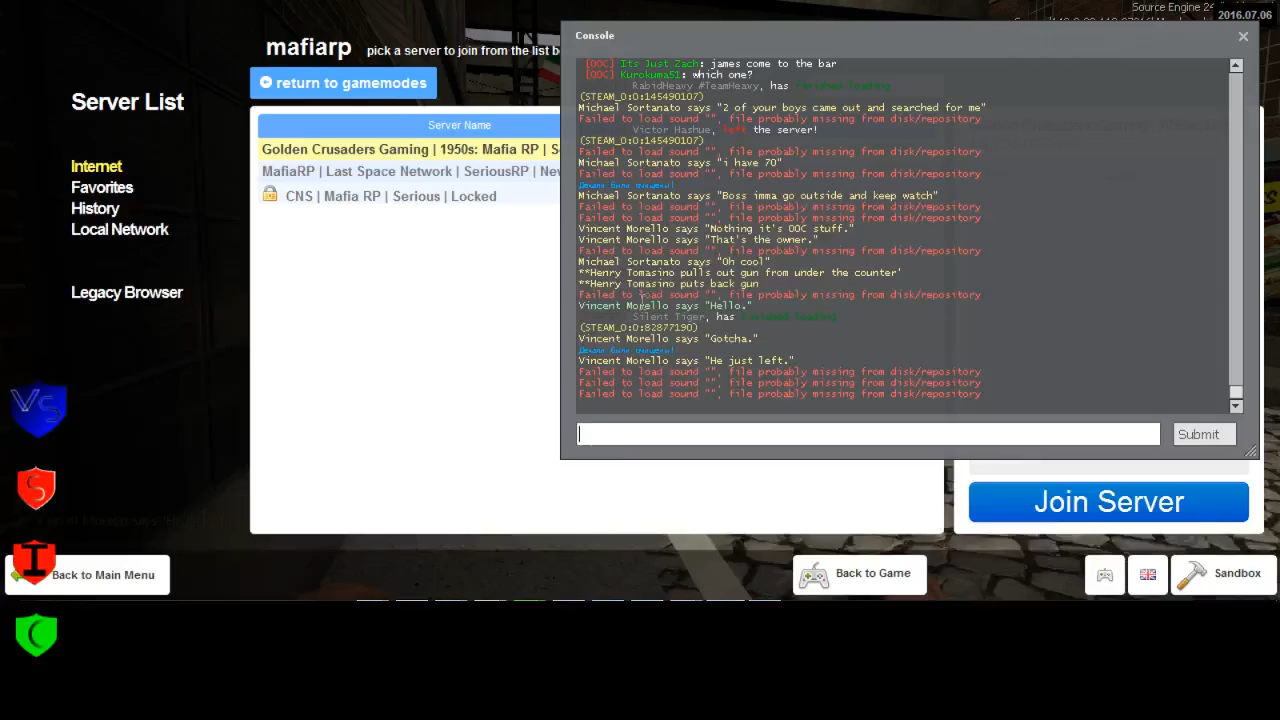 Source Engine 24
2016.07.06
mafiarp pick a server to join from the list b
return to gamemodes
Server List
Internet
Favorites
History
Local Network
Legacy Browser
Server Name
Golden Crusaders Gaming | 1950s: Mafia RP | S
MafiaRP | Last Space Network | SeriousRP | Nev
CNS | Mafia RP | Serious | Locked
Console
[OOC] Its Just Zach: james come to the bar
[OOC] Kurokuma51: which one?
RabidHeavy #TeamHeavy, has finished loading
(STEAM_0:0:145490107)
Michael Sortanato says "2 of your boys came out and searched for me"
Failed to load sound "", file probably missing from disk/repository
Victor Hashue, left the server!
(STEAM_0:0:145490107)
Failed to load sound "", file probably missing from disk/repository
Michael Sortanato says "i have 70"
Failed to load sound "", file probably missing from disk/repository
Michael Sortanato says "Boss imma go outside and keep watch"
Failed to load sound "", file probably missing from disk/repository
Failed to load sound "", file probably missing from disk/repository
Vincent Morello says "Nothing it's OOC stuff."
Vincent Morello says "That's the owner."
Failed to load sound "", file probably missing from disk/repository
Michael Sortanato says "Oh cool"
**Henry Tomasino pulls out gun from under the counter'
**Henry Tomasino puts back gun
Failed to load sound "", file probably missing from disk/repository
Vincent Morello says "Hello."
Silent Tiger, has finished loading
(STEAM_0:0:82877190)
Vincent Morello says "Gotcha."
Vincent Morello says "He just left."
Failed to load sound "", file probably missing from disk/repository
Failed to load sound "", file probably missing from disk/repository
Failed to load sound "", file probably missing from disk/repository
Submit
Join Server
VS
S
I
C
Back to Main Menu
Back to Game
Sandbox